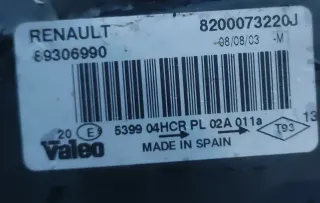 RENAULT 8200073220J
89306990 08/08/03 -M
13
20 E 5399 04HCR PL 02A 011a T93
Valeo MADE IN SPAIN